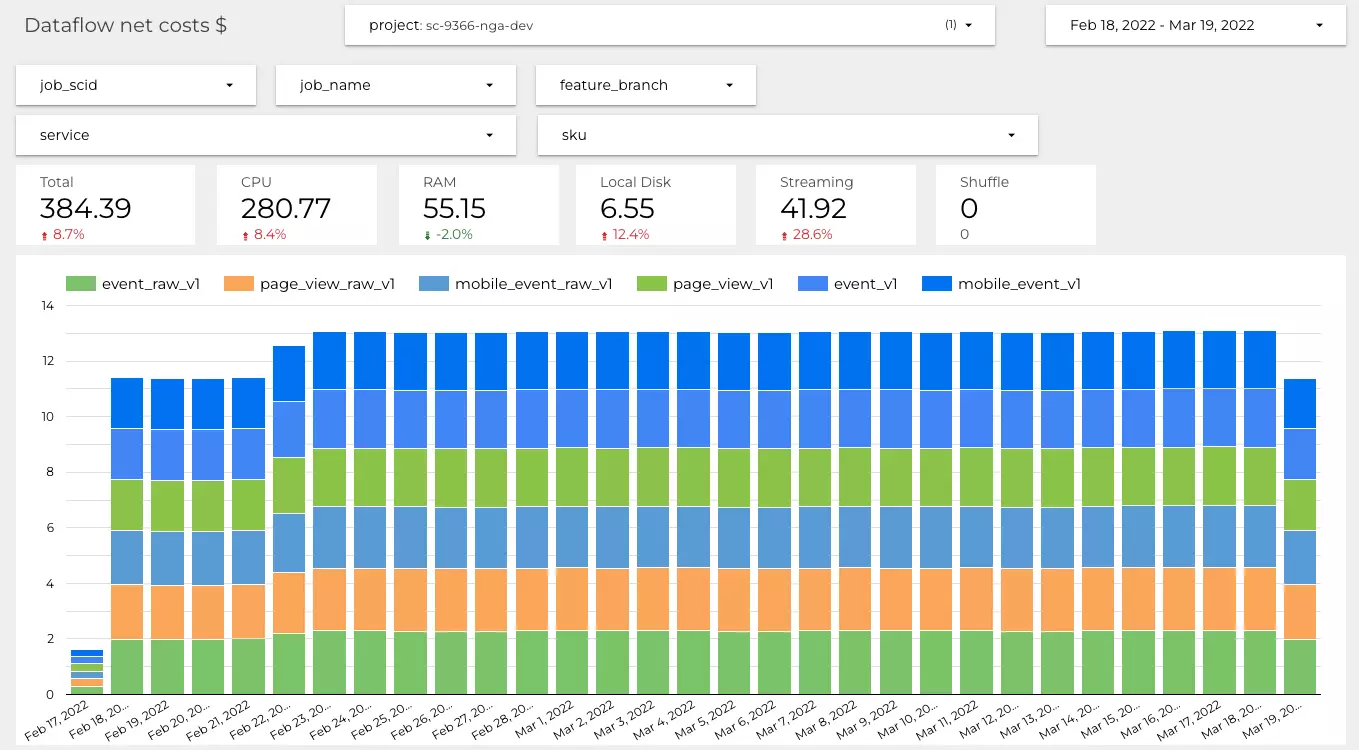 Dataflow net costs $
project: sc-9366-nga-dev (1)
Feb 18, 2022 - Mar 19, 2022
job_scid
job_name
feature_branch
service
sku
Total
384.39
8.7%
CPU
280.77
8.4%
RAM
55.15
-2.0%
Local Disk
6.55
12.4%
Streaming
41.92
28.6%
Shuffle
0
0
event_raw_v1 page_view_raw_v1 mobile_event_raw_v1 page_view_v1 event_v1 mobile_event_v1
14
12
10
8
6
4
2
0
Feb 17, 2022
Feb 18, 20...
Feb 19, 2022
Feb 20, 20...
Feb 21, 2022
Feb 22, 20...
Feb 23, 20...
Feb 24, 20...
Feb 25, 20...
Feb 26, 20...
Feb 27, 20...
Feb 28, 20...
Mar 1, 2022
Mar 2, 2022
Mar 3, 2022
Mar 4, 2022
Mar 5, 2022
Mar 6, 2022
Mar 7, 2022
Mar 8, 2022
Mar 9, 2022
Mar 10, 20...
Mar 11, 2022
Mar 12, 20...
Mar 13, 20...
Mar 14, 20...
Mar 15, 20...
Mar 16, 20...
Mar 17, 2022
Mar 18, 20...
Mar 19, 20...